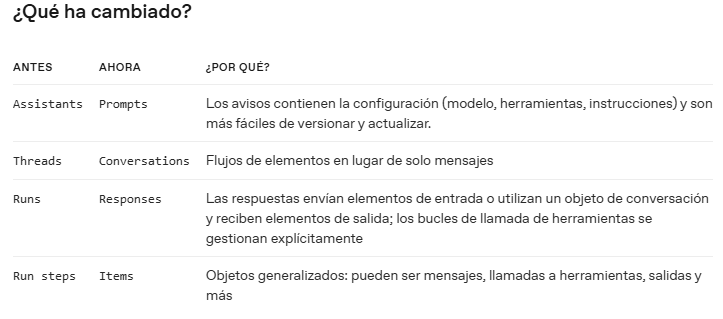 ¿Qué ha cambiado?
ANTES AHORA ¿POR QUÉ?
Assistants Prompts Los avisos contienen la configuración (modelo, herramientas, instrucciones) y son
más fáciles de versionar y actualizar.
Threads Conversations Flujos de elementos en lugar de solo mensajes
Runs Responses Las respuestas envían elementos de entrada o utilizan un objeto de conversación
y reciben elementos de salida; los bucles de llamada de herramientas se
gestionan explícitamente
Run steps Items Objetos generalizados: pueden ser mensajes, llamadas a herramientas, salidas y
más